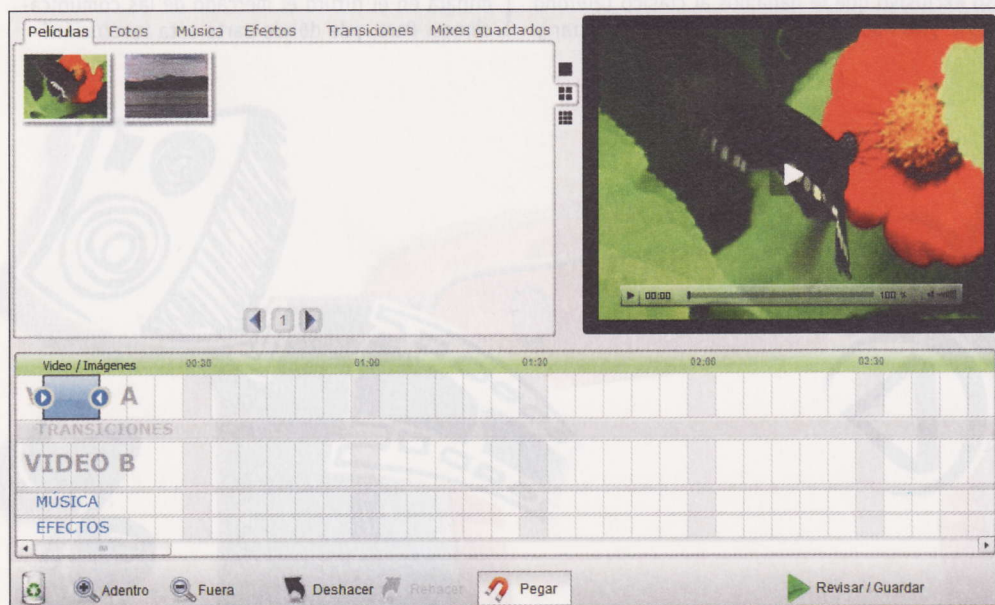 Películas Fotos Música Efectos Transiciones Mixes guardados
1
00:00 100 %
Video / Imágenes 00:30 01:00 01:30 02:00 02:30
A
TRANSICIONES
VIDEO B
MÚSICA
EFECTOS
Adentro Fuera Deshacer Rehacer Pegar Revisar / Guardar